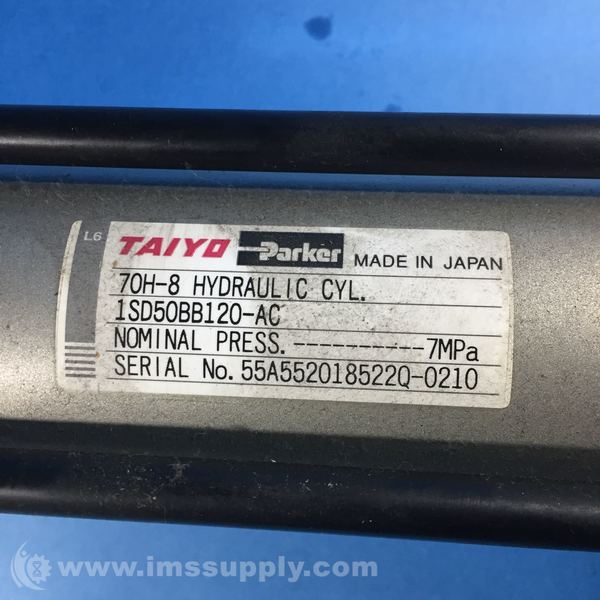 L6 TAIYO Parker MADE IN JAPAN
70H-8 HYDRAULIC CYL.
1SD50BB120-AC
NOMINAL PRESS. ----------7MPa
SERIAL No. 55A552018522Q-0210
www.imssupply.com